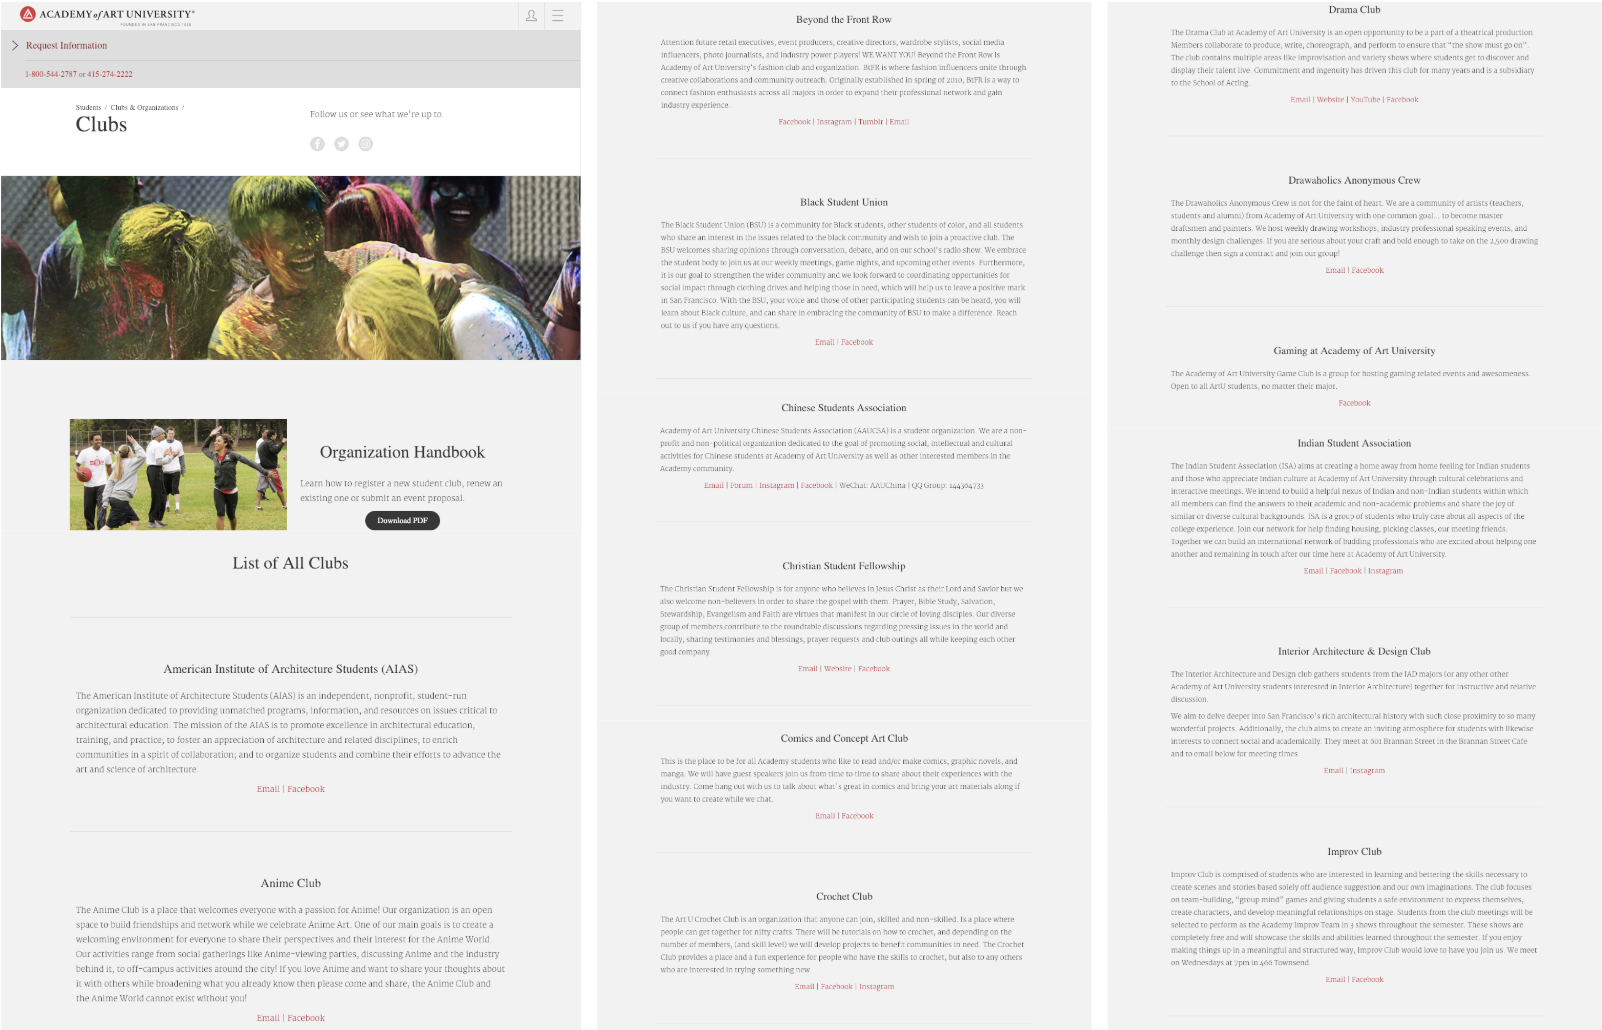 ACADEMY of ART UNIVERSITY®
FOUNDED IN SAN FRANCISCO 1929
Request Information
1-800-544-2787 or 415-274-2222
Students / Clubs & Organizations /
Clubs
Follow us or see what we're up to.
Organization Handbook
Learn how to register a new student club, renew an
existing one or submit an event proposal.
Download PDF
List of All Clubs
American Institute of Architecture Students (AIAS)
The American Institute of Architecture Students (AIAS) is an independent, nonprofit, student-run
organization dedicated to providing unmatched programs, information, and resources on issues critical to
architectural education. The mission of the AIAS is to promote excellence in architectural education,
training, and practice; to foster an appreciation of architecture and related disciplines; to enrich
communities in a spirit of collaboration; and to organize students and combine their efforts to advance the
art and science of architecture.
Email | Facebook
Anime Club
The Anime Club is a place that welcomes everyone with a passion for Anime! Our organization is an open
space to build friendships and network while we celebrate Anime Art. One of our main goals is to create a
welcoming environment for everyone to share their perspectives and their interest for the Anime World.
Our activities range from social gatherings like Anime-viewing parties, discussing Anime and the industry
behind it, to off-campus activities around the city! If you love Anime and want to share your thoughts about
it with others while broadening what you already know then please come and share, the Anime Club and
the Anime World cannot exist without you!
Email | Facebook
Beyond the Front Row
Attention future retail executives, event producers, creative directors, wardrobe stylists, social media
influencers, photo journalists, and industry power players! WE WANT YOU! Beyond the Front Row is
Academy of Art University's fashion club and organization. BtFR is where fashion influencers unite through
creative collaborations and community outreach. Originally established in spring of 2010, BtFR is a way to
connect fashion enthusiasts across all majors in order to expand their professional network and gain
industry experience.
Facebook | Instagram | Tumblr | Email
Black Student Union
The Black Student Union (BSU) is a community for Black students, other students of color, and all students
who share an interest in the issues related to the black community and wish to join a proactive club. The
BSU welcomes sharing opinions through conversation, debate, and on our school's radio show. We embrace
the student body to join us at our weekly meetings, game nights, and upcoming other events. Furthermore,
it is our goal to strengthen the wider community and we look forward to coordinating opportunities for
social impact through clothing drives and helping those in need, which will help us to leave a positive mark
in San Francisco. With the BSU, your voice and those of other participating students can be heard, you will
learn about Black culture, and can share in embracing the community of BSU to make a difference. Reach
out to us if you have any questions.
Email | Facebook
Chinese Students Association
Academy of Art University Chinese Students Association (AAUCSA) is a student organization. We are a non-
profit and non-political organization dedicated to the goal of promoting social, intellectual and cultural
activities for Chinese students at Academy of Art University as well as other interested members in the
Academy community.
Email | Forum | Instagram | Facebook | WeChat: AAUChina | QQ Group: 144364733
Christian Student Fellowship
The Christian Student Fellowship is for anyone who believes in Jesus Christ as their Lord and Savior but we
also welcome non-believers in order to share the gospel with them. Prayer, Bible Study, Salvation,
Stewardship, Evangelism and Faith are virtues that manifest in our circle of loving disciples. Our diverse
group of members contribute to the roundtable discussions regarding pressing issues in the world and
locally, sharing testimonies and blessings, prayer requests and club outings all while keeping each other
good company.
Email | Website | Facebook
Comics and Concept Art Club
This is the place to be for all Academy students who like to read and/or make comics, graphic novels, and
manga. We will have guest speakers join us from time to time to share about their experiences with the
industry. Come hang out with us to talk about what's great in comics and bring your art materials along if
you want to create while we chat.
Email | Facebook
Crochet Club
The Art U Crochet Club is an organization that anyone can join, skilled and non-skilled. Is a place where
people can get together for nifty crafts. There will be tutorials on how to crochet, and depending on the
number of members, (and skill level) we will develop projects to benefit communities in need. The Crochet
Club provides a place and a fun experience for people who have the skills to crochet, but also to any others
who are interested in trying something new.
Email | Facebook | Instagram
Drama Club
The Drama Club at Academy of Art University is an open opportunity to be a part of a theatrical production.
Members collaborate to produce, write, choreograph, and perform to ensure that "the show must go on".
The club contains multiple areas like improvisation and variety shows where students get to discover and
display their talent live. Commitment and ingenuity has driven this club for many years and is a subsidiary
to the School of Acting.
Email | Website | YouTube | Facebook
Drawaholics Anonymous Crew
The Drawaholics Anonymous Crew is not for the faint of heart. We are a community of artists (teachers,
students and alumni) from Academy of Art University with one common goal... to become master
draftsmen and painters. We host weekly drawing workshops, industry professional speaking events, and
monthly design challenges. If you are serious about your craft and bold enough to take on the 2,500 drawing
challenge then sign a contract and join our group!
Email | Facebook
Gaming at Academy of Art University
The Academy of Art University Game Club is a group for hosting gaming related events and awesomeness.
Open to all ArtU students, no matter their major.
Facebook
Indian Student Association
The Indian Student Association (ISA) aims at creating a home away from home feeling for Indian students
and those who appreciate Indian culture at Academy of Art University through cultural celebrations and
interactive meetings. We intend to build a helpful nexus of Indian and non-Indian students within which
all members can find the answers to their academic and non-academic problems and share the joy of
similar or diverse cultural backgrounds. ISA is a group of students who truly care about all aspects of the
college experience. Join our network for help finding housing, picking classes, our meeting friends.
Together we can build an international network of budding professionals who are excited about helping one
another and remaining in touch after our time here at Academy of Art University.
Email | Facebook | Instagram
Interior Architecture & Design Club
The Interior Architecture and Design club gathers students from the IAD majors (or any other other
Academy of Art University students interested in Interior Architecture) together for instructive and relative
discussion.
We aim to delve deeper into San Francisco's rich architectural history with such close proximity to so many
wonderful projects. Additionally, the club aims to create an inviting atmosphere for students with likewise
interests to connect social and academically. They meet at 601 Brannan Street in the Brannan Street Cafe
and to email below for meeting times.
Email | Instagram
Improv Club
Improv Club is comprised of students who are interested in learning and bettering the skills necessary to
create scenes and stories based solely off audience suggestion and our own imaginations. The club focuses
on team-building, "group mind" games and giving students a safe environment to express themselves,
create characters, and develop meaningful relationships on stage. Students from the club meetings will be
selected to perform as the Academy Improv Team in 3 shows throughout the semester. These shows are
completely free and will showcase the skills and abilities learned throughout the semester. If you enjoy
making things up in a meaningful and structured way, Improv Club would love to have you join us. We meet
on Wednesdays at 7pm in 466 Townsend.
Email | Facebook